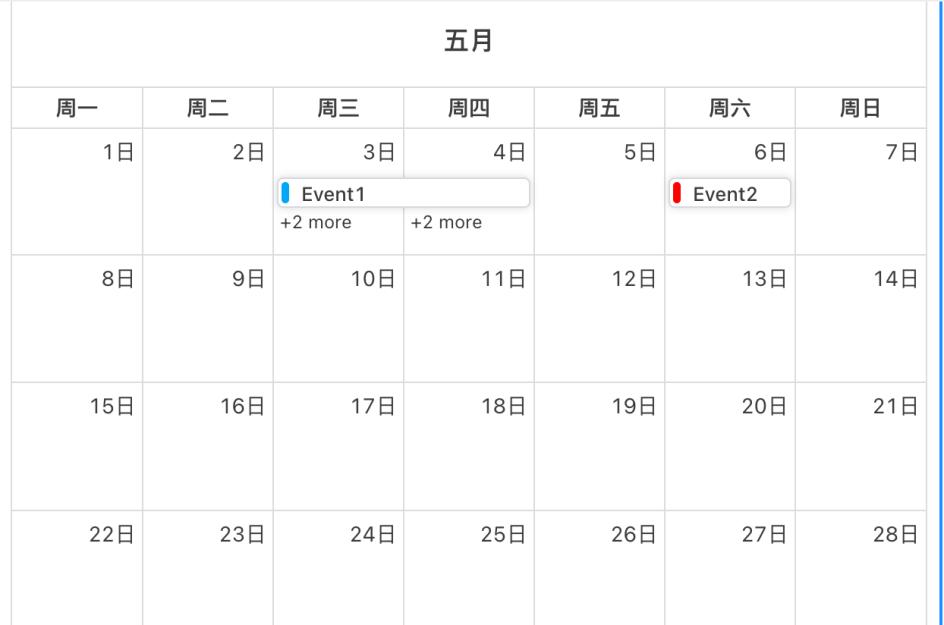 五月
周一 周二 周三 周四 周五 周六 周日
1日 2日 3日 4日 5日 6日 7日
Event1 Event2
+2 more +2 more
8日 9日 10日 11日 12日 13日 14日
15日 16日 17日 18日 19日 20日 21日
22日 23日 24日 25日 26日 27日 28日